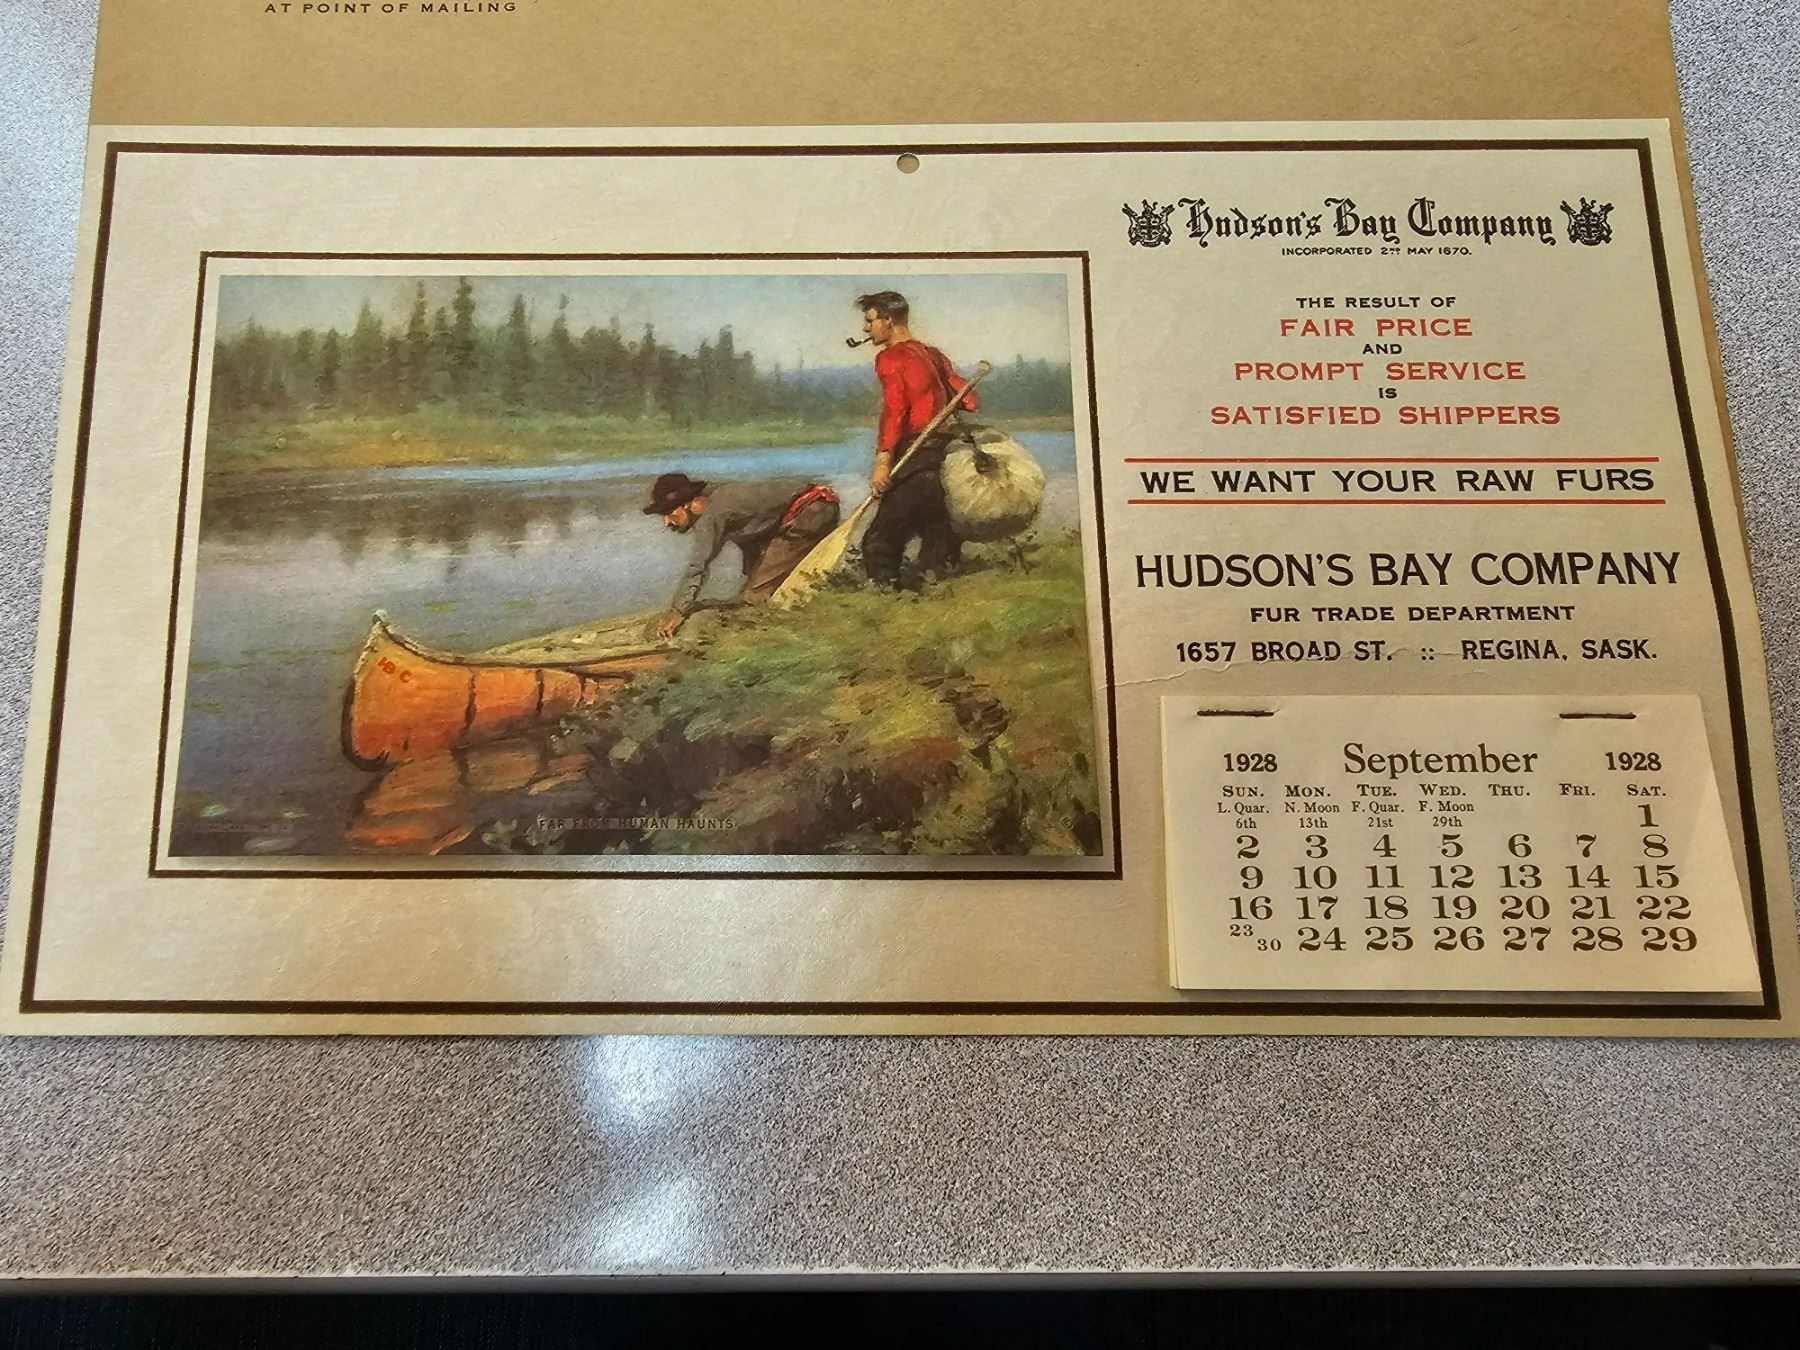 AT POINT OF MAILING
Hudson's Bay Company
INCORPORATED 2ND MAY 1670.
THE RESULT OF
FAIR PRICE
AND
PROMPT SERVICE
IS
SATISFIED SHIPPERS
WE WANT YOUR RAW FURS
HUDSON'S BAY COMPANY
FUR TRADE DEPARTMENT
1657 BROAD ST. :: REGINA, SASK.
HBC
FAR FROM HUMAN HAUNTS
©
1928 September 1928
SUN. MON. TUE. WED. THU. FRI. SAT.
L. Quar. N. Moon F. Quar. F. Moon
6th 13th 21st 29th 1
2 3 4 5 6 7 8
9 10 11 12 13 14 15
16 17 18 19 20 21 22
23 30 24 25 26 27 28 29